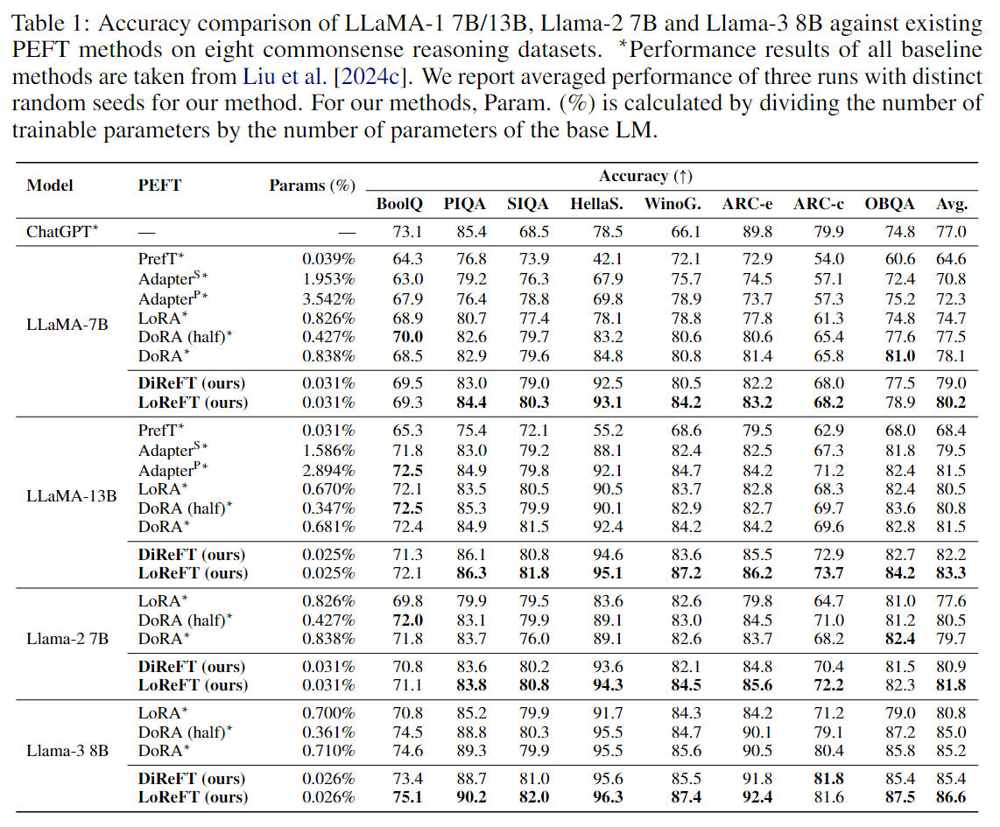 Table 1: Accuracy comparison of LLaMA-1 7B/13B, Llama-2 7B and Llama-3 8B against existing
PEFT methods on eight commonsense reasoning datasets. *Performance results of all baseline
methods are taken from Liu et al. [2024c]. We report averaged performance of three runs with distinct
random seeds for our method. For our methods, Param. (%) is calculated by dividing the number of
trainable parameters by the number of parameters of the base LM.
Model PEFT Params (%) Accuracy (↑)
BoolQ PIQA SIQA HellaS. WinoG. ARC-e ARC-c OBQA Avg.
ChatGPT* — — 73.1 85.4 68.5 78.5 66.1 89.8 79.9 74.8 77.0
LLaMA-7B
PrefT* 0.039% 64.3 76.8 73.9 42.1 72.1 72.9 54.0 60.6 64.6
AdapterS* 1.953% 63.0 79.2 76.3 67.9 75.7 74.5 57.1 72.4 70.8
AdapterP* 3.542% 67.9 76.4 78.8 69.8 78.9 73.7 57.3 75.2 72.3
LoRA* 0.826% 68.9 80.7 77.4 78.1 78.8 77.8 61.3 74.8 74.7
DoRA (half)* 0.427% 70.0 82.6 79.7 83.2 80.6 80.6 65.4 77.6 77.5
DoRA* 0.838% 68.5 82.9 79.6 84.8 80.8 81.4 65.8 81.0 78.1
DiReFT (ours) 0.031% 69.5 83.0 79.0 92.5 80.5 82.2 68.0 77.5 79.0
LoReFT (ours) 0.031% 69.3 84.4 80.3 93.1 84.2 83.2 68.2 78.9 80.2
LLaMA-13B
PrefT* 0.031% 65.3 75.4 72.1 55.2 68.6 79.5 62.9 68.0 68.4
AdapterS* 1.586% 71.8 83.0 79.2 88.1 82.4 82.5 67.3 81.8 79.5
AdapterP* 2.894% 72.5 84.9 79.8 92.1 84.7 84.2 71.2 82.4 81.5
LoRA* 0.670% 72.1 83.5 80.5 90.5 83.7 82.8 68.3 82.4 80.5
DoRA (half)* 0.347% 72.5 85.3 79.9 90.1 82.9 82.7 69.7 83.6 80.8
DoRA* 0.681% 72.4 84.9 81.5 92.4 84.2 84.2 69.6 82.8 81.5
DiReFT (ours) 0.025% 71.3 86.1 80.8 94.6 83.6 85.5 72.9 82.7 82.2
LoReFT (ours) 0.025% 72.1 86.3 81.8 95.1 87.2 86.2 73.7 84.2 83.3
Llama-2 7B
LoRA* 0.826% 69.8 79.9 79.5 83.6 82.6 79.8 64.7 81.0 77.6
DoRA (half)* 0.427% 72.0 83.1 79.9 89.1 83.0 84.5 71.0 81.2 80.5
DoRA* 0.838% 71.8 83.7 76.0 89.1 82.6 83.7 68.2 82.4 79.7
DiReFT (ours) 0.031% 70.8 83.6 80.2 93.6 82.1 84.8 70.4 81.5 80.9
LoReFT (ours) 0.031% 71.1 83.8 80.8 94.3 84.5 85.6 72.2 82.3 81.8
Llama-3 8B
LoRA* 0.700% 70.8 85.2 79.9 91.7 84.3 84.2 71.2 79.0 80.8
DoRA (half)* 0.361% 74.5 88.8 80.3 95.5 84.7 90.1 79.1 87.2 85.0
DoRA* 0.710% 74.6 89.3 79.9 95.5 85.6 90.5 80.4 85.8 85.2
DiReFT (ours) 0.026% 73.4 88.7 81.0 95.6 85.5 91.8 81.8 85.4 85.4
LoReFT (ours) 0.026% 75.1 90.2 82.0 96.3 87.4 92.4 81.6 87.5 86.6